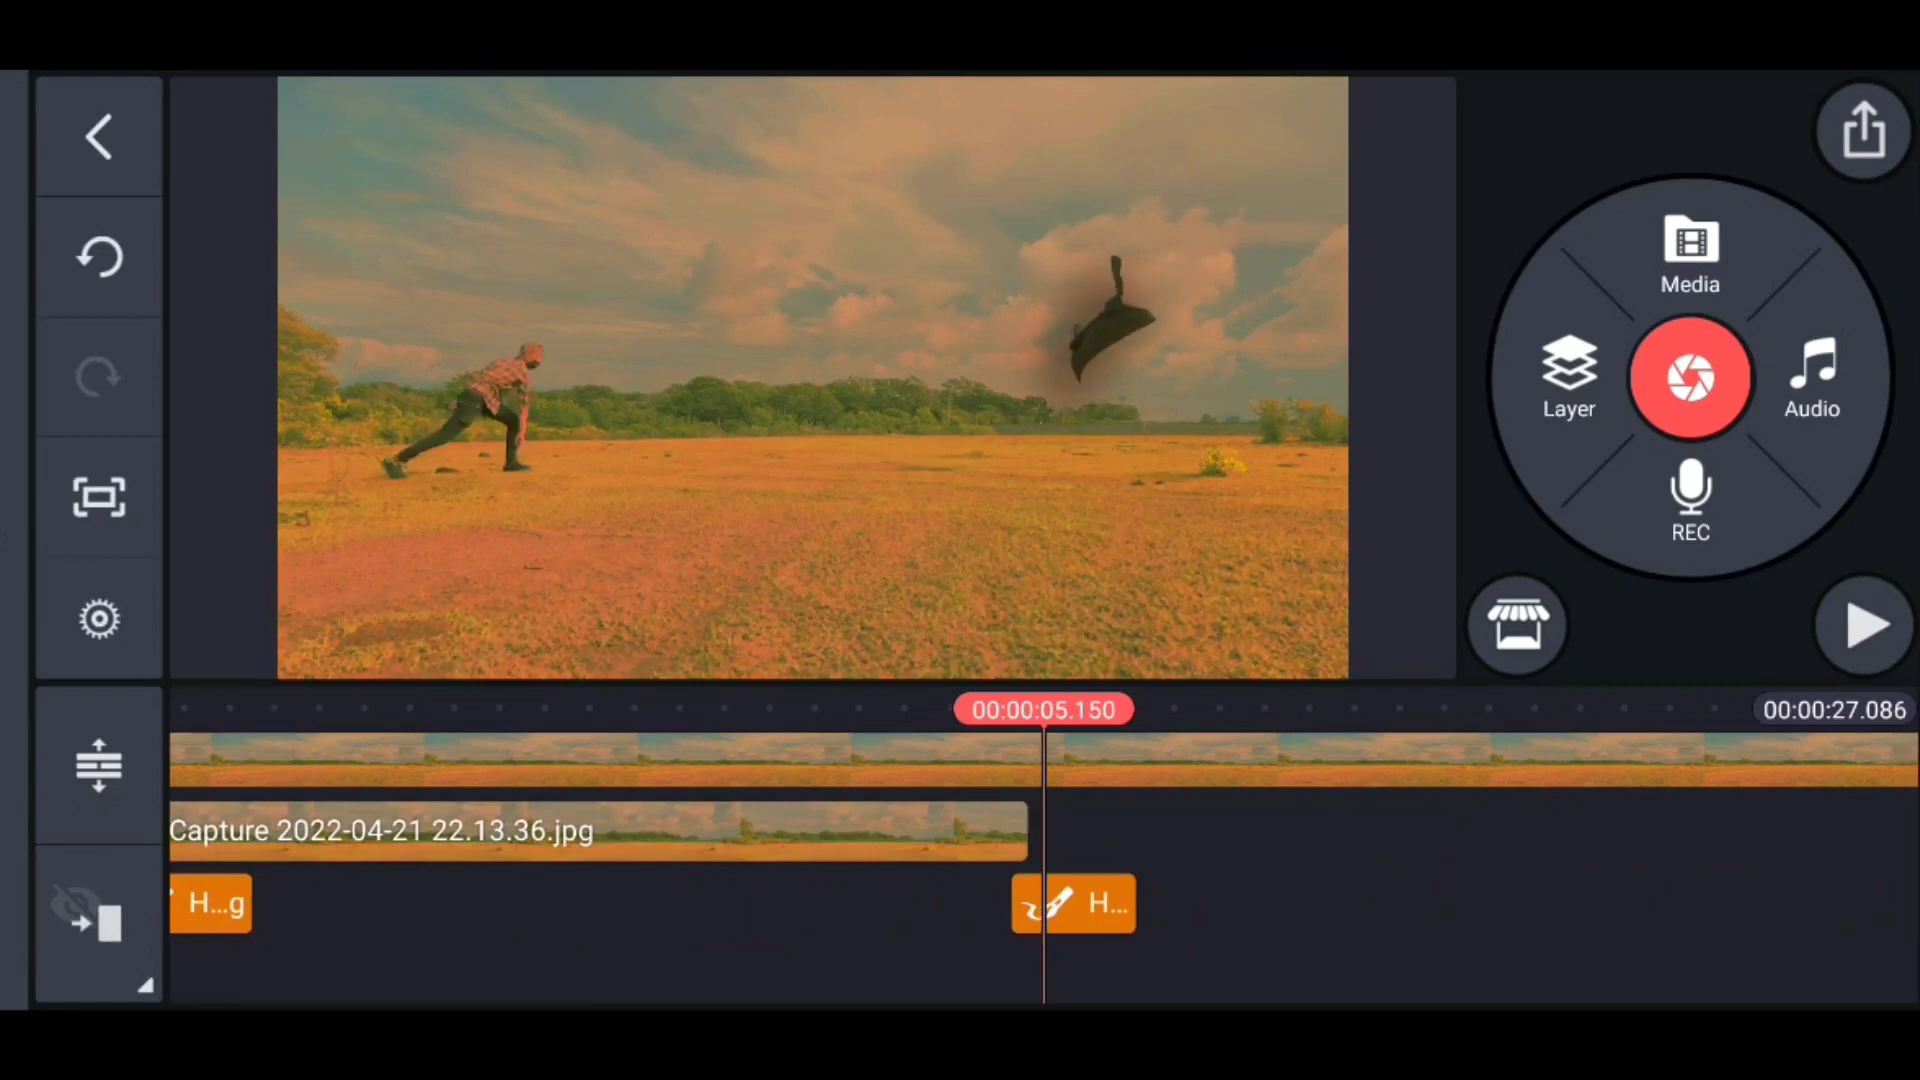 Media
Layer
Audio
REC
00:00:05.150
00:00:27.086
Capture 2022-04-21 22.13.36.jpg
H...g
H...